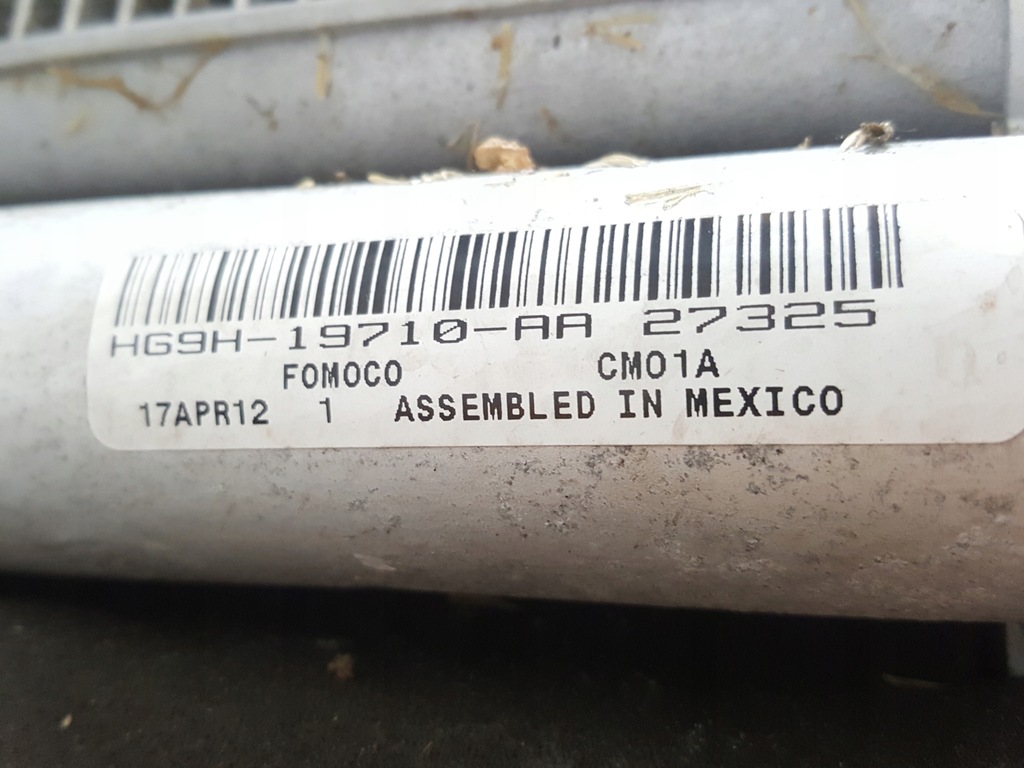 HG9H-19710-AA 27325
FOMOCO CM01A
17APR12 1 ASSEMBLED IN MEXICO